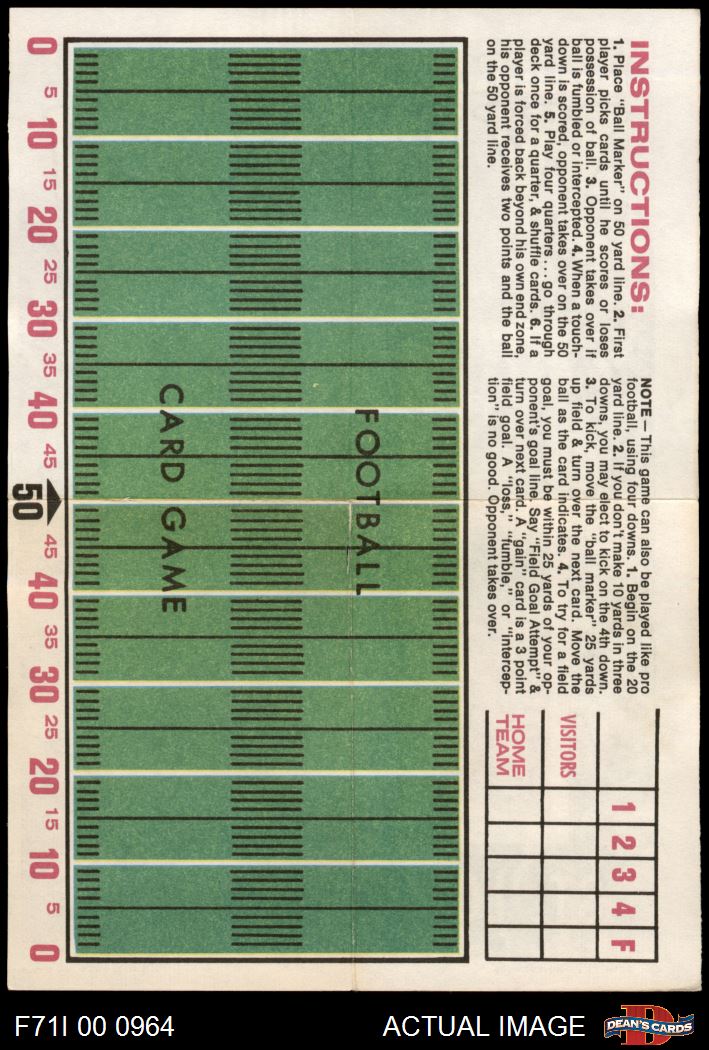 INSTRUCTIONS:
1. Place "Ball Marker" on 50 yard line. 2. First
player picks cards until he scores or loses
possession of ball. 3. Opponent takes over if
ball is fumbled or intercepted. 4. When a touch-
down is scored, opponent takes over on the 50
yard line. 5. Play four quarters . . . go through
deck once for a quarter, & shuffle cards. 6. If a
player is forced back beyond his own end zone,
his opponent receives two points and the ball
on the 50 yard line.
NOTE — This game can also be played like pro
football, using four downs. 1. Begin on the 20
yard line. 2. If you don't make 10 yards in three
downs, you may elect to kick on the 4th down.
3. To kick, move the "ball marker" 25 yards
up field & turn over the next card. Move the
ball as the card indicates. 4. To try for a field
goal, you must be within 25 yards of your op-
ponent's goal line. Say "Field Goal Attempt" &
turn over next card. A "gain" card is a 3 point
field goal. A "loss," "fumble," or "intercep-
tion" is no good. Opponent takes over.
1 2 3 4 F
VISITORS
HOME
TEAM
FOOTBALL
CARD GAME
0 5 10 15 20 25 30 35 40 45 50 45 40 35 30 25 20 15 10 5 0
F71I 00 0964
ACTUAL IMAGE
D
DEAN'S CARDS